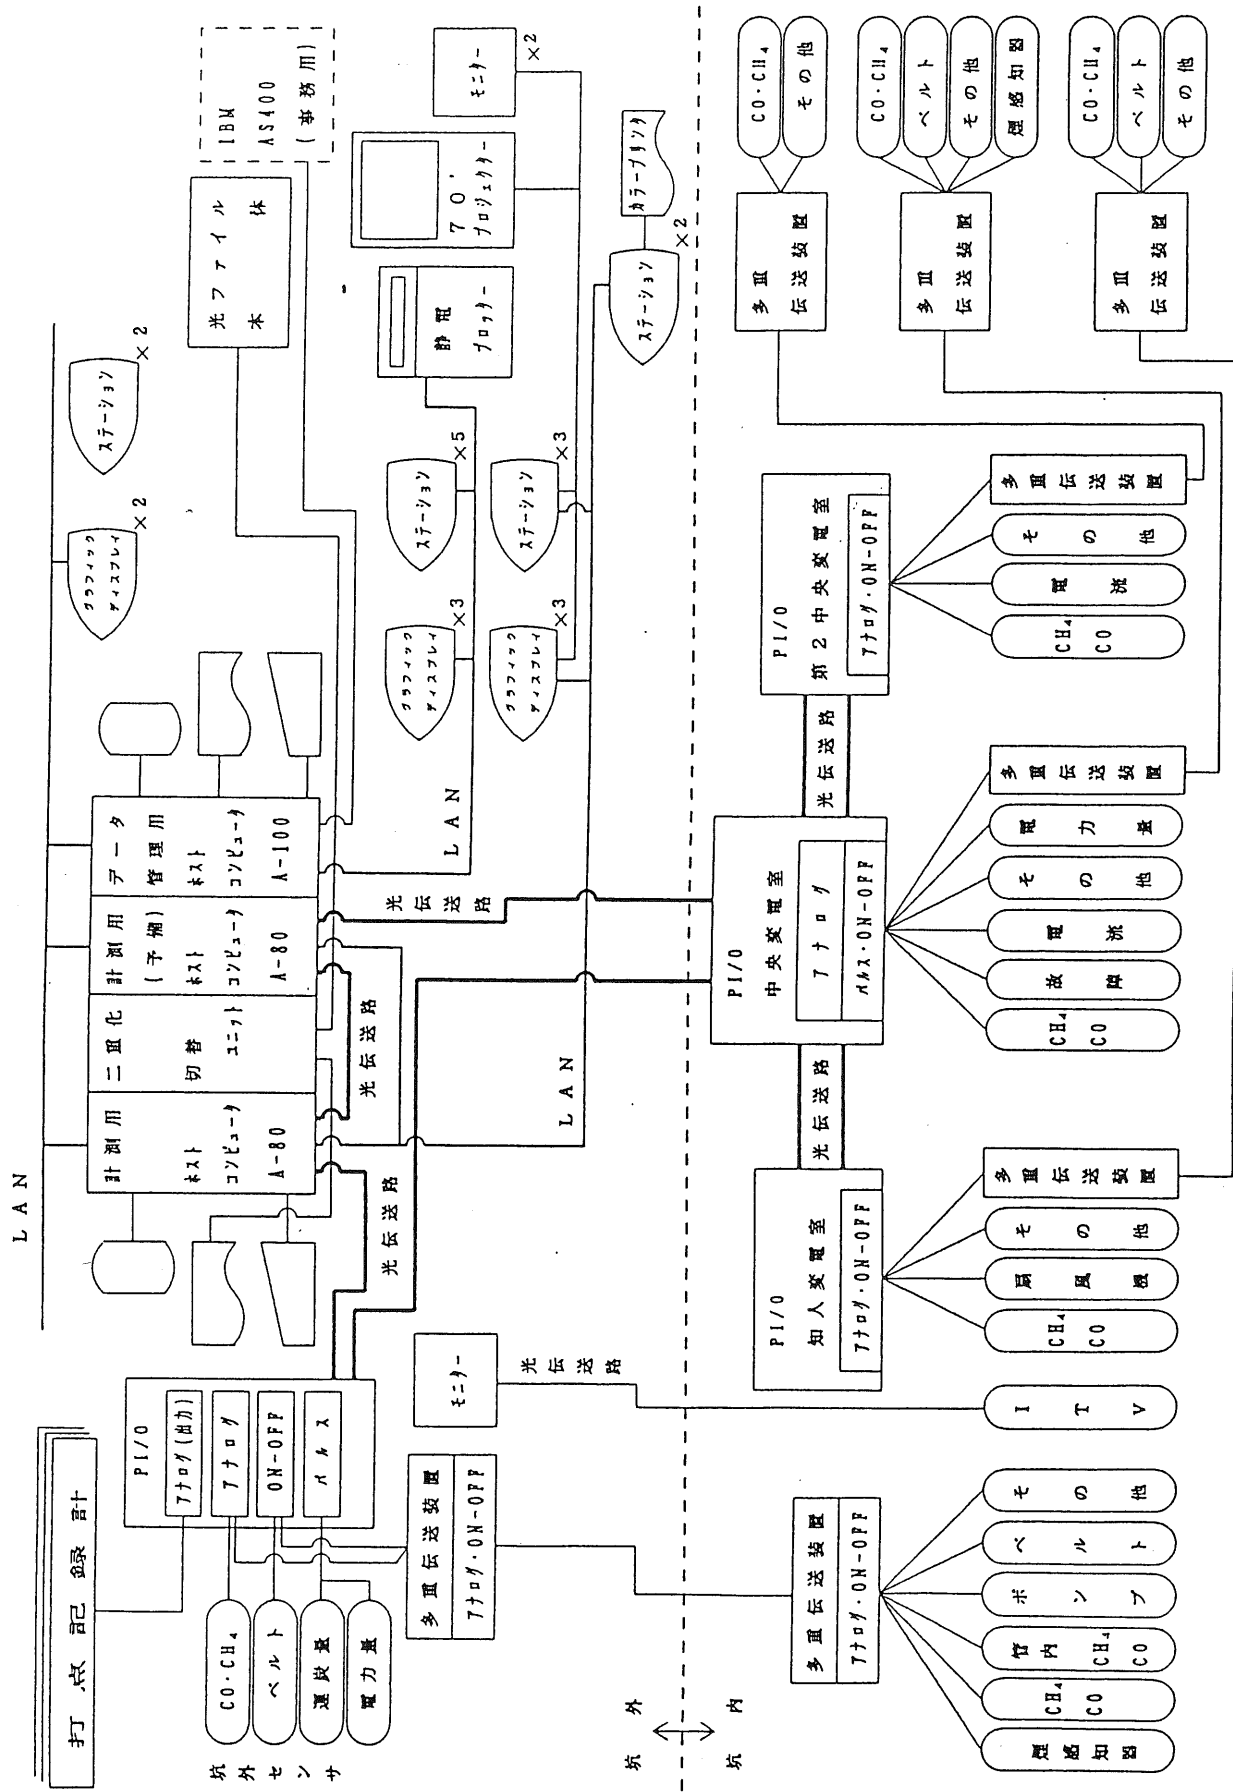 打点記録計
PI/O
アナログ(出力)
アナログ
ON-OFF
パルス
坑外センサ
CO・CH₄
ベルト
運炭量
電力量
多重伝送装置
アナログ・ON-OFF
モニター
光伝送路
LAN
計測用
ホスト
コンピュータ
A-80
二重化
切替
ユニット
計測用
(予備)
ホスト
コンピュータ
A-80
データ
管理用
ホスト
コンピュータ
A-100
光伝送路
光伝送路
光伝送路
LAN
LAN
グラフィック
ディスプレイ
×2
ステーション
×2
光ファイル
本体
IBM
AS400
(事務用)
グラフィック
ディスプレイ
×3
ステーション
×5
静電
プロッター
グラフィック
ディスプレイ
×3
ステーション
×3
70'
プロジェクター
モニター
×2
ステーション
×2
カラープリンタ
坑外
坑内
多重伝送装置
アナログ・ON-OFF
煙感知器
CH₄
CO
管内
CH₄
CO
ポンプ
ベルト
その他
ITV
PI/O
知人変電室
アナログ・ON-OFF
CH₄
CO
扇風機
その他
多重伝送装置
光伝送路
PI/O
中央変電室
アナログ
パルス・ON-OFF
CH₄
CO
故障
電流
その他
電力量
多重伝送装置
光伝送路
PI/O
第2中央変電室
アナログ・ON-OFF
CH₄
CO
電流
その他
多重伝送装置
多重
伝送装置
CO・CH₄
その他
多重
伝送装置
CO・CH₄
ベルト
その他
煙感知器
多重
伝送装置
CO・CH₄
ベルト
その他